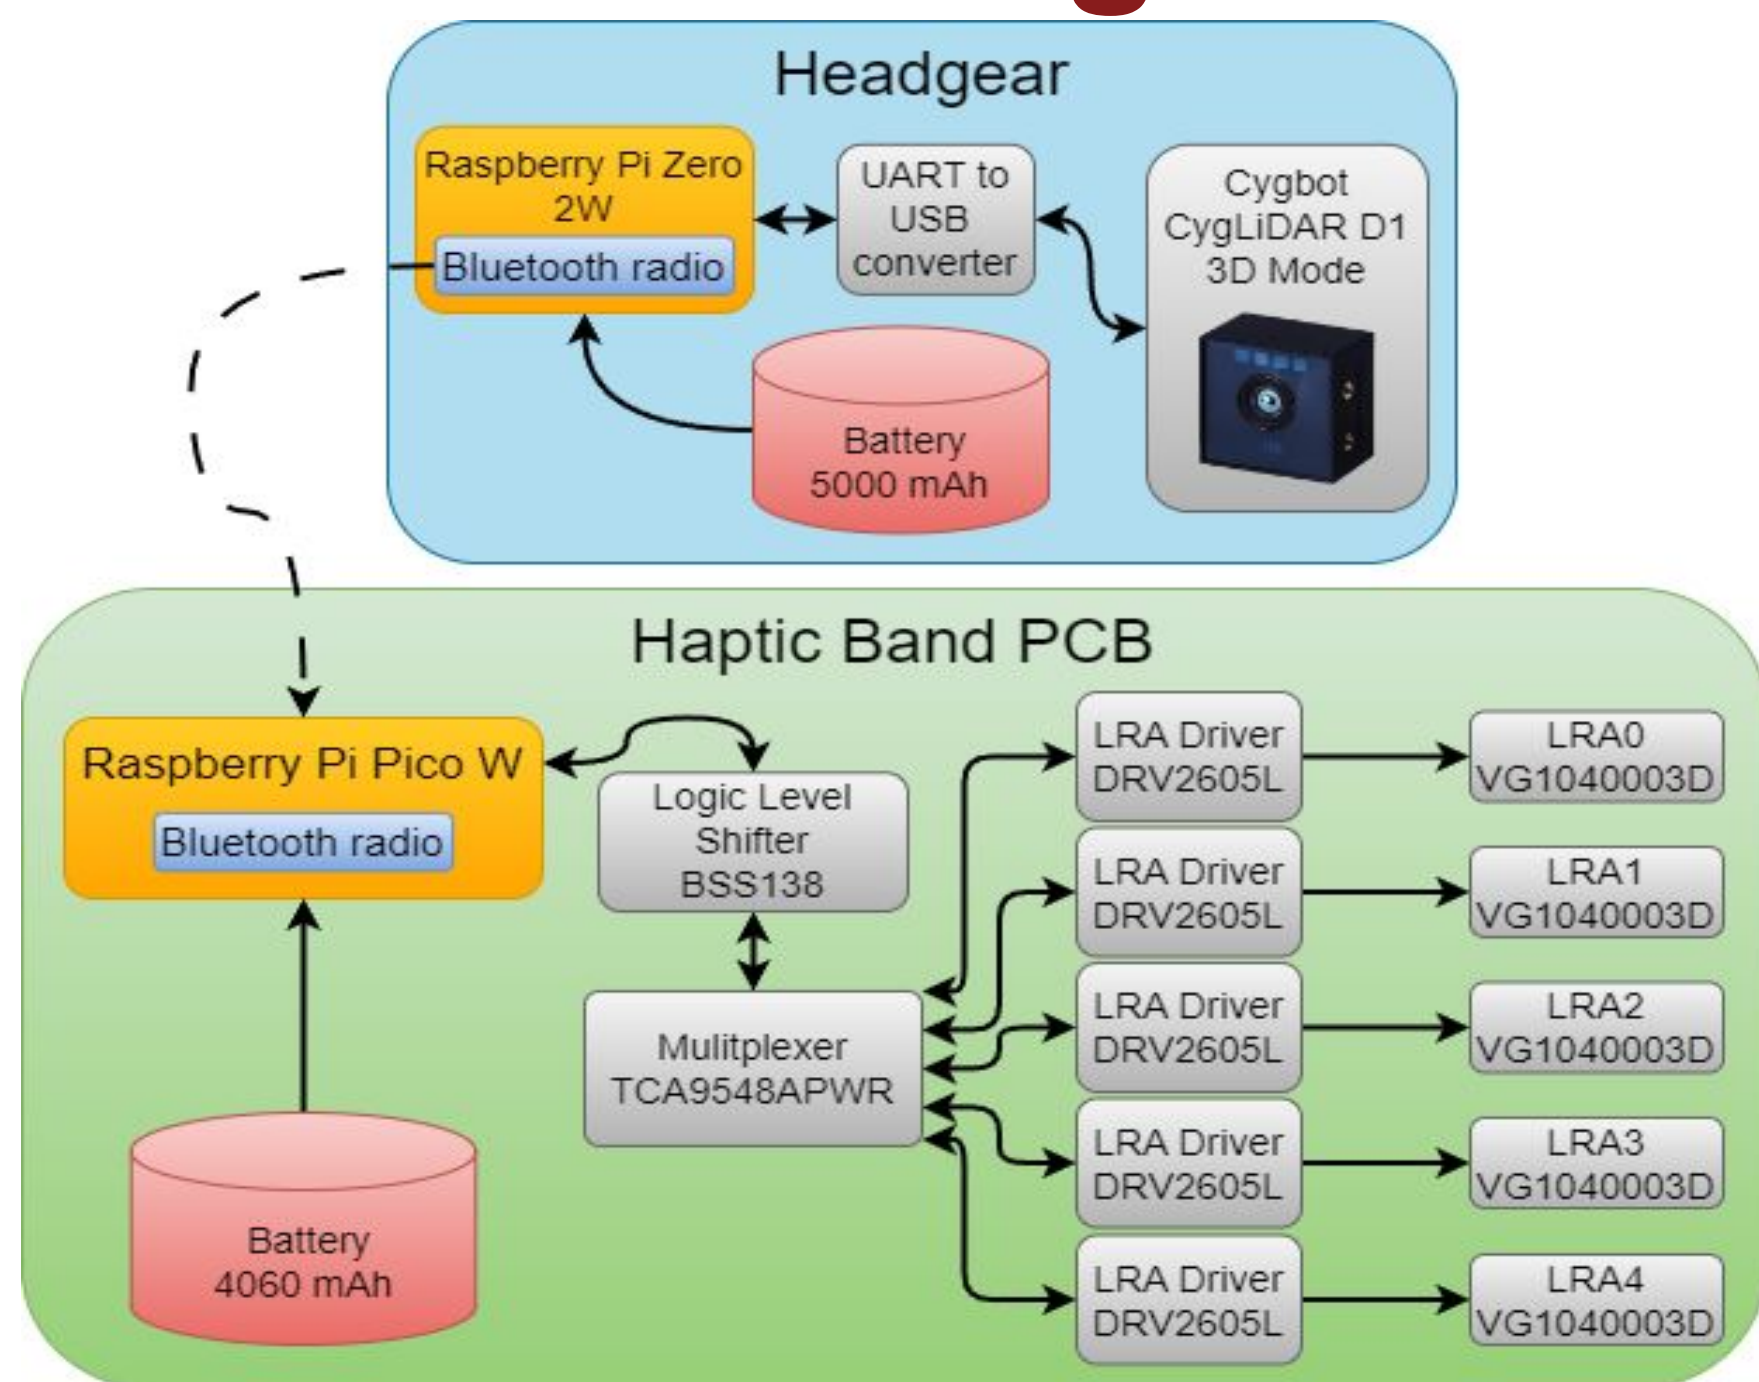 Headgear
Raspberry Pi Zero
2W
Bluetooth radio
UART to
USB
converter
Cygbot
CygLiDAR D1
3D Mode
Battery
5000 mAh
Haptic Band PCB
Raspberry Pi Pico W
Bluetooth radio
Logic Level
Shifter
BSS138
Mulitplexer
TCA9548APWR
Battery
4060 mAh
LRA Driver
DRV2605L
LRA0
VG1040003D
LRA Driver
DRV2605L
LRA1
VG1040003D
LRA Driver
DRV2605L
LRA2
VG1040003D
LRA Driver
DRV2605L
LRA3
VG1040003D
LRA Driver
DRV2605L
LRA4
VG1040003D